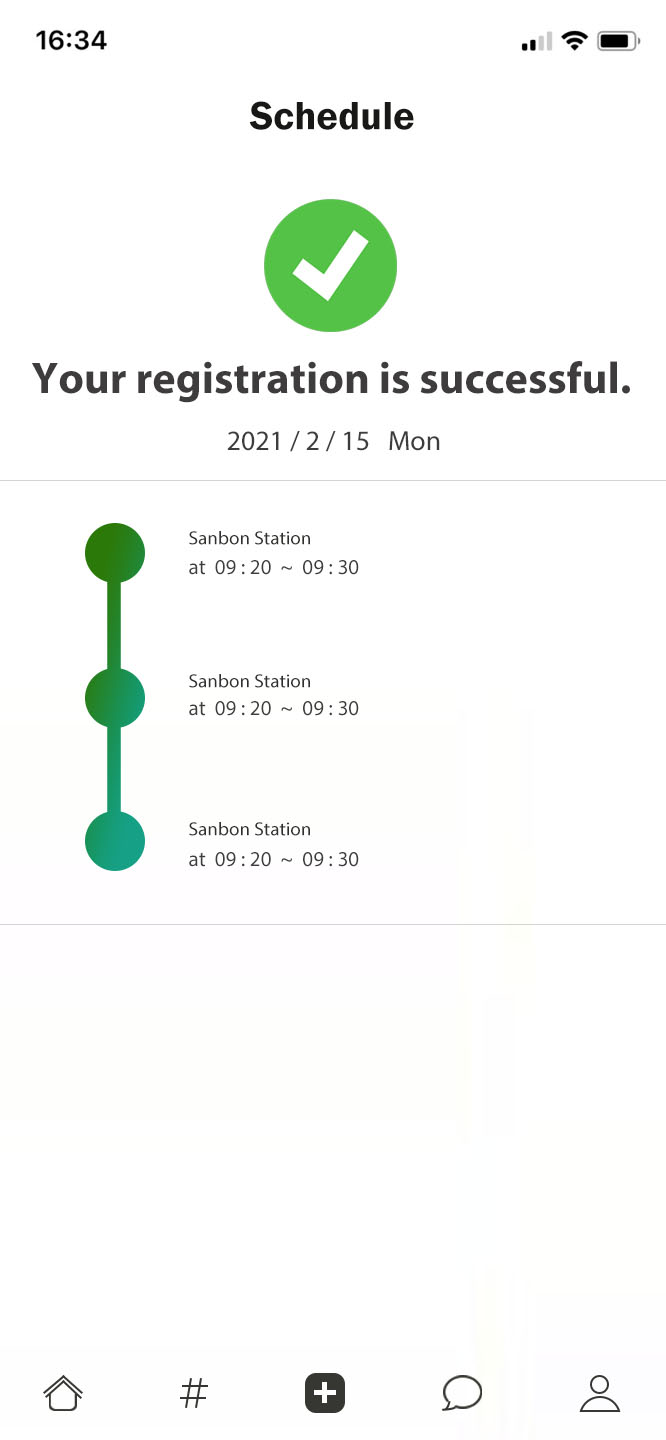 16:34
Schedule
Your registration is successful.
2021 / 2 / 15 Mon
Sanbon Station
at 09 : 20 ~ 09 : 30
Sanbon Station
at 09 : 20 ~ 09 : 30
Sanbon Station
at 09 : 20 ~ 09 : 30
#